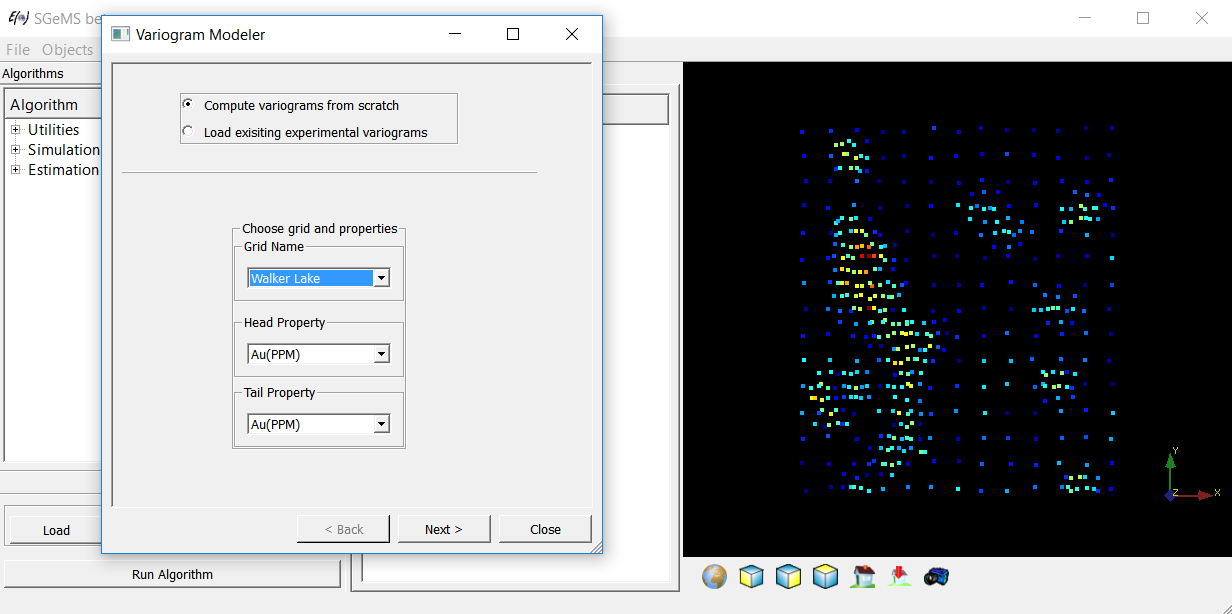 SGeMS be
Variogram Modeler
File Objects
Algorithms
Algorithm
Utilities
Simulation
Estimation
Compute variograms from scratch
Load exisiting experimental variograms
Choose grid and properties
Grid Name
Walker Lake
Head Property
Au(PPM)
Tail Property
Au(PPM)
< Back
Next >
Close
Load
Run Algorithm
Y
Z
X